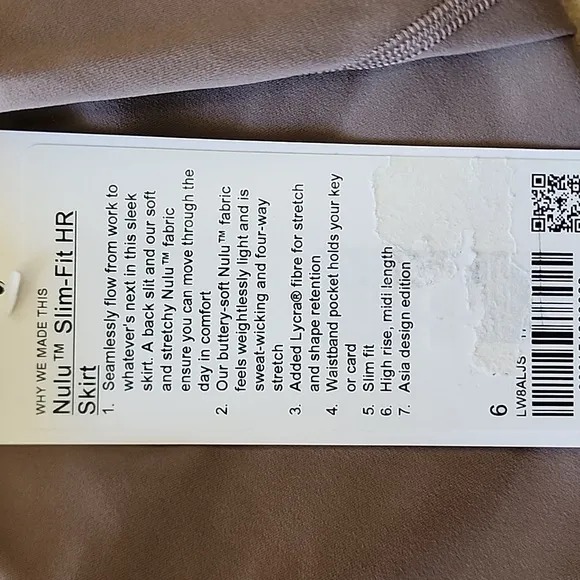 WHY WE MADE THIS
Nulu™ Slim-Fit HR
Skirt
1. Seamlessly flow from work to
whatever's next in this sleek
skirt. A back slit and our soft
and stretchy Nulu™ fabric
ensure you can move through the
day in comfort
2. Our buttery-soft Nulu™ fabric
feels weightlessly light and is
sweat-wicking and four-way
stretch
3. Added Lycra® fibre for stretch
and shape retention
4. Waistband pocket holds your key
or card
5. Slim fit
6. High rise, midi length
7. Asia design edition
6
LW8ALJS